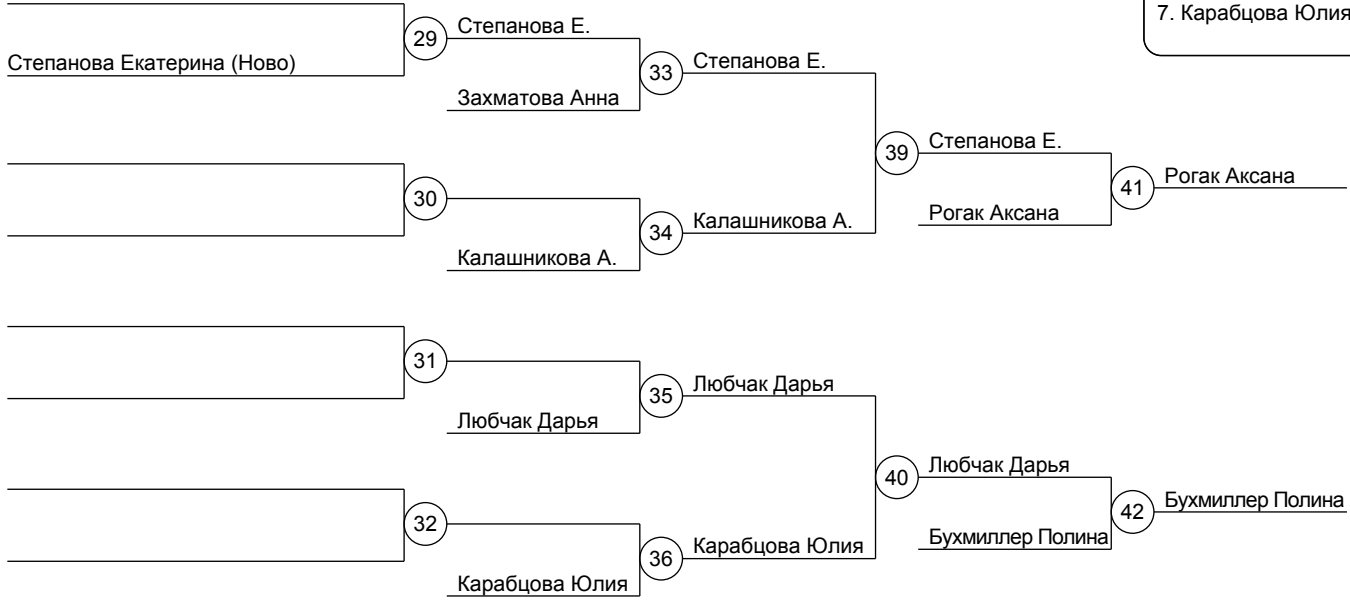 7. Карабцова Юлия
29
Степанова Е.
Степанова Екатерина (Ново)
33
Степанова Е.
Захматова Анна
39
Степанова Е.
30
41
Рогак Аксана
34
Калашникова А.
Рогак Аксана
Калашникова А.
31
35
Любчак Дарья
Любчак Дарья
40
Любчак Дарья
32
42
Бухмиллер Полина
36
Карабцова Юлия
Бухмиллер Полина
Карабцова Юлия